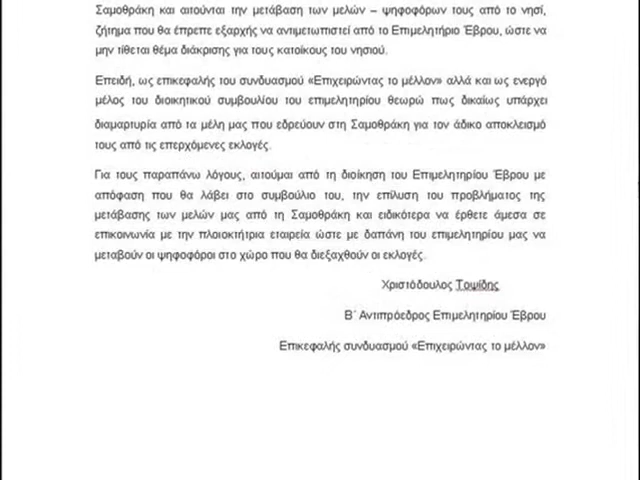 Σαμοθράκη και αιτούνται την μετάβαση των μελών – ψηφοφόρων τους από το νησί,
ζήτημα που θα έπρεπε εξαρχής να αντιμετωπιστεί από το Επιμελητήριο Έβρου, ώστε να
μην τίθεται θέμα διάκρισης για τους κατοίκους του νησιού.
Επειδή, ως επικεφαλής του συνδυασμού «Επιχειρώντας το μέλλον» αλλά και ως ενεργό
μέλος του διοικητικού συμβουλίου του επιμελητηρίου θεωρώ πως δικαίως υπάρχει
διαμαρτυρία από τα μέλη μας που εδρεύουν στη Σαμοθράκη για τον άδικο αποκλεισμό
τους από τις επερχόμενες εκλογές.
Για τους παραπάνω λόγους, αιτούμαι από τη διοίκηση του Επιμελητηρίου Έβρου με
απόφαση που θα λάβει στο συμβούλιο του, την επίλυση του προβλήματος της
μετάβασης των μελών μας από τη Σαμοθράκη και ειδικότερα να έρθετε άμεσα σε
επικοινωνία με την πλοιοκτήτρια εταιρεία ώστε με δαπάνη του επιμελητηρίου μας να
μεταβούν οι ψηφοφόροι στο χώρο που θα διεξαχθούν οι εκλογές.
Χριστόδουλος Τοψίδης
Β΄ Αντιπρόεδρος Επιμελητηρίου Έβρου
Επικεφαλής συνδυασμού «Επιχειρώντας το μέλλον»